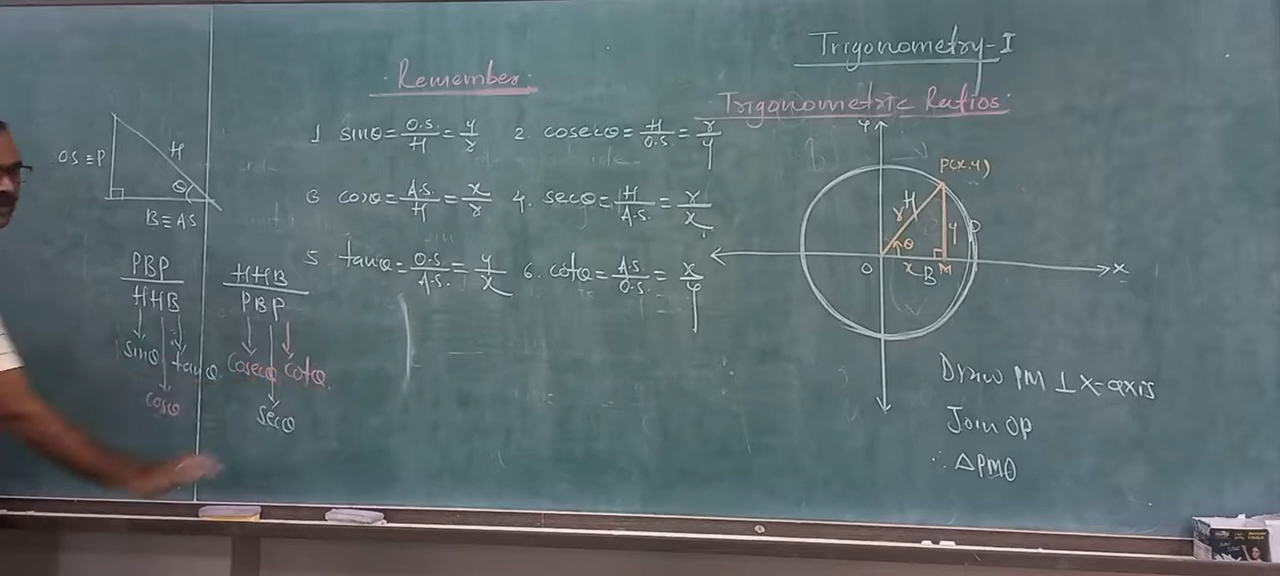 Trigonometry-I
Remember
Trigonometric Ratios:
1 sinθ = O.S./H = y/r 2. cosecθ = H/O.S. = r/y
3 cosθ = A.S./H = x/r 4. secθ = H/A.S. = r/x
5 tanθ = O.S./A.S. = y/x 6. cotθ = A.S./O.S. = x/y
OS ≡ P
H
θ
B ≡ AS
PBP
HHB
sinθ
tanθ
cosθ
HHB
PBP
cosecθ
cotθ
secθ
Y
P(x,y)
H
r
y
P
θ
O
x
B
M
X
Draw PM ⊥ X-axis
Join OP
∴ △PMO